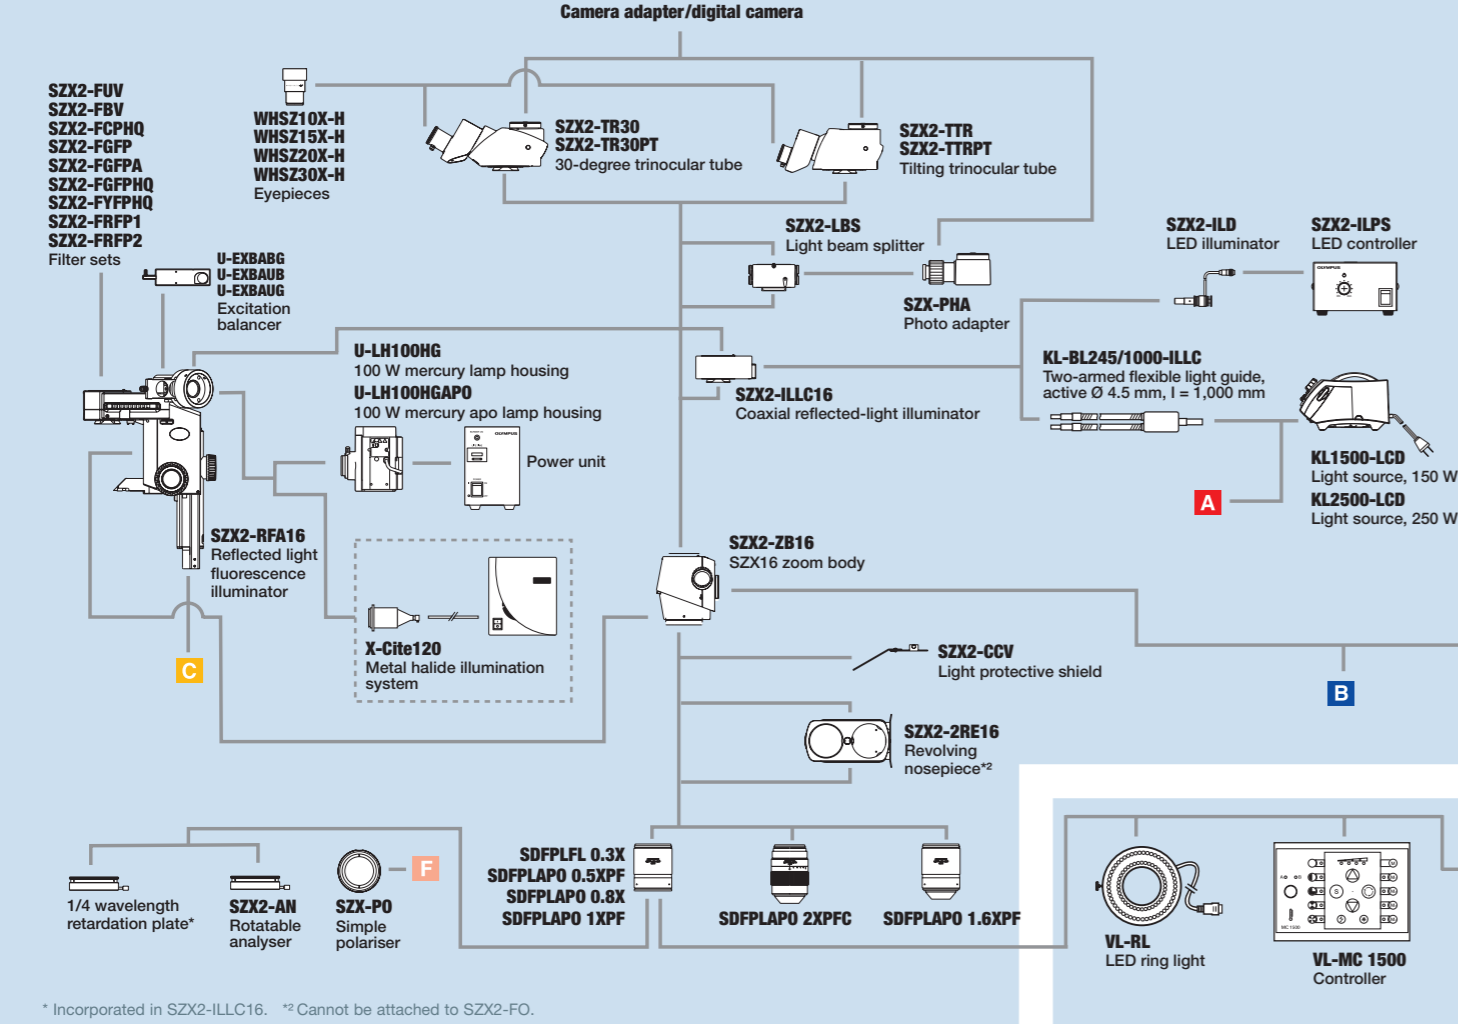 Camera adapter/digital camera
SZX2-FUV
SZX2-FBV
SZX2-FCPHQ
SZX2-FGFP
SZX2-FGFPA
SZX2-FGFPHQ
SZX2-FYFPHQ
SZX2-FRFP1
SZX2-FRFP2
Filter sets
WHSZ10X-H
WHSZ15X-H
WHSZ20X-H
WHSZ30X-H
Eyepieces
SZX2-TR30
SZX2-TR30PT
30-degree trinocular tube
SZX2-TTR
SZX2-TTRPT
Tilting trinocular tube
U-EXBABG
U-EXBAUB
U-EXBAUG
Excitation
balancer
SZX2-LBS
Light beam splitter
SZX-PHA
Photo adapter
SZX2-ILD
LED illuminator
SZX2-ILPS
LED controller
OLYMPUS
U-LH100HG
100 W mercury lamp housing
U-LH100HGAPO
100 W mercury apo lamp housing
OLYMPUS
Power unit
SZX2-ILLC16
Coaxial reflected-light illuminator
KL-BL245/1000-ILLC
Two-armed flexible light guide,
active Ø 4.5 mm, l = 1,000 mm
KL1500-LCD
Light source, 150 W
KL2500-LCD
Light source, 250 W
A
SZX2-RFA16
Reflected light
fluorescence
illuminator
C
X-Cite120
Metal halide illumination
system
SZX2-ZB16
SZX16 zoom body
SZX2-CCV
Light protective shield
B
SZX2-2RE16
Revolving
nosepiece*2
1/4 wavelength
retardation plate*
SZX2-AN
Rotatable
analyser
SZX-PO
Simple
polariser
F
SDFPLFL 0.3X
SDFPLAPO 0.5XPF
SDFPLAPO 0.8X
SDFPLAPO 1XPF
SDFPLAPO 2XPFC
SDFPLAPO 1.6XPF
VL-RL
LED ring light
MC 1500
VL-MC 1500
Controller
* Incorporated in SZX2-ILLC16. *2 Cannot be attached to SZX2-FO.